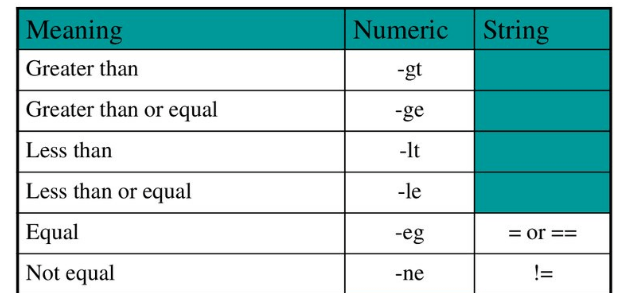 Meaning Numeric String
Greater than -gt
Greater than or equal -ge
Less than -lt
Less than or equal -le
Equal -eg = or ==
Not equal -ne !=